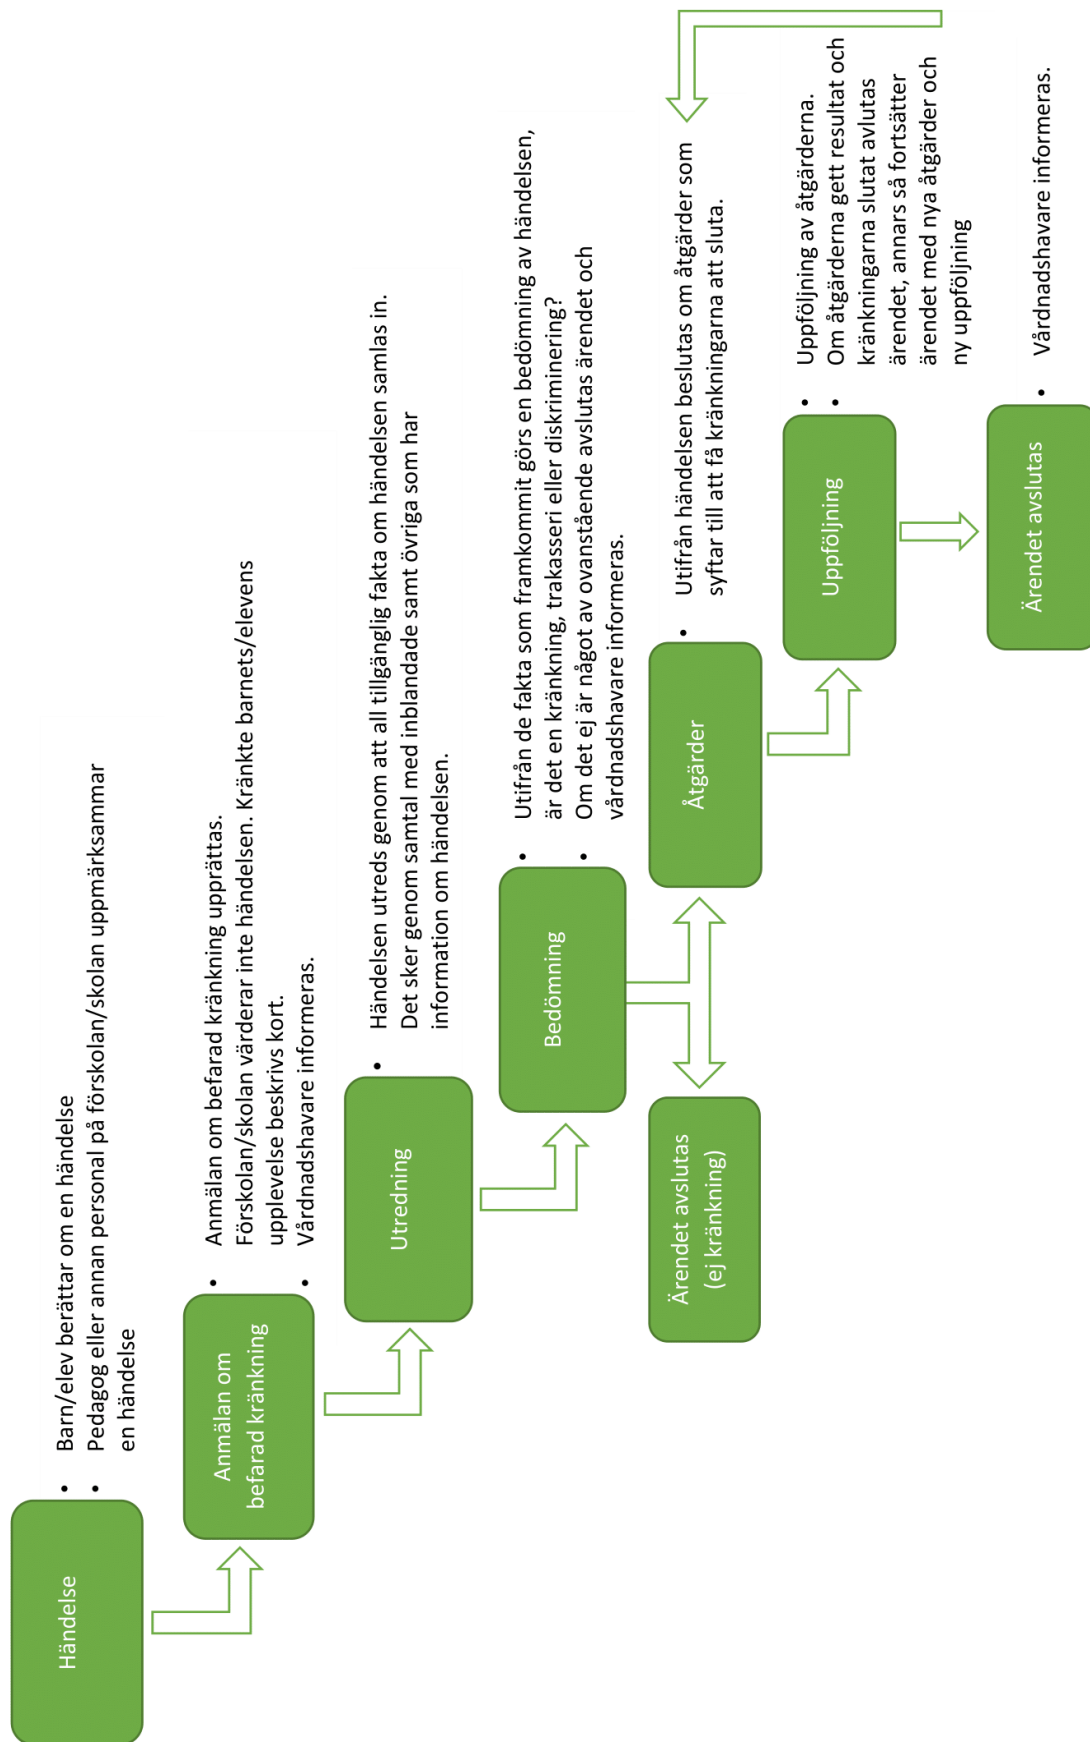 Händelse
• Barn/elev berättar om en händelse
• Pedagog eller annan personal på förskolan/skolan uppmärksammar
en händelse
Anmälan om
befarad kränkning
• Anmälan om befarad kränkning upprättas.
Förskolan/skolan värderar inte händelsen. Kränkte barnets/elevens
upplevelse beskrivs kort.
• Vårdnadshavare informeras.
Utredning
• Händelsen utreds genom att all tillgänglig fakta om händelsen samlas in.
Det sker genom samtal med inblandade samt övriga som har
information om händelsen.
Bedömning
• Utifrån de fakta som framkommit görs en bedömning av händelsen,
är det en kränkning, trakasseri eller diskriminering?
• Om det ej är något av ovanstående avslutas ärendet och
vårdnadshavare informeras.
Ärendet avslutas
(ej kränkning)
Åtgärder
• Utifrån händelsen beslutas om åtgärder som
syftar till att få kränkningarna att sluta.
Uppföljning
• Uppföljning av åtgärderna.
• Om åtgärderna gett resultat och
kränkningarna slutat avlutas
ärendet, annars så fortsätter
ärendet med nya åtgärder och
ny uppföljning
Ärendet avslutas
• Vårdnadshavare informeras.